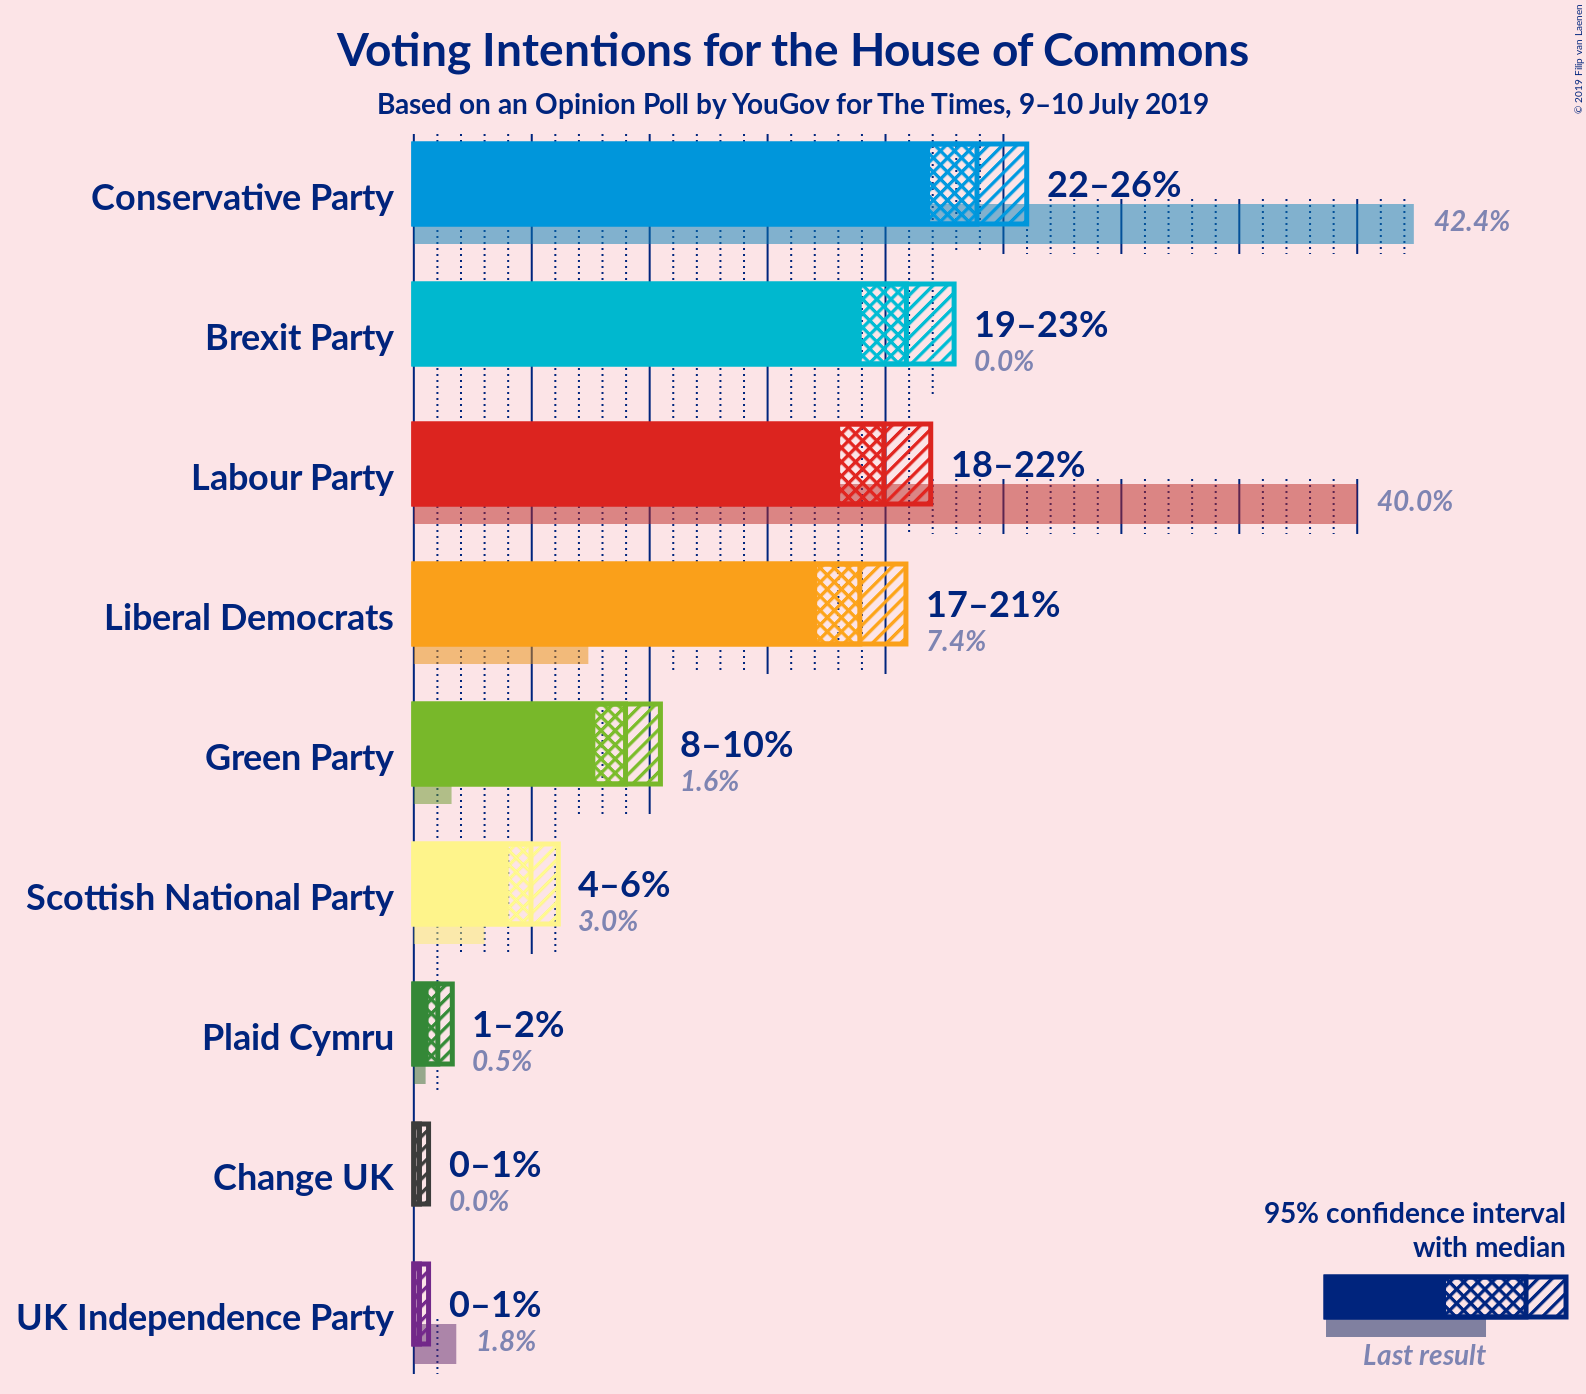 Voting Intentions for the House of Commons
Based on an Opinion Poll by YouGov for The Times, 9–10 July 2019
© 2019 Filip van Laenen
Conservative Party
22–26%
42.4%
Brexit Party
19–23%
0.0%
Labour Party
18–22%
40.0%
Liberal Democrats
17–21%
7.4%
Green Party
8–10%
1.6%
Scottish National Party
4–6%
3.0%
Plaid Cymru
1–2%
0.5%
Change UK
0–1%
0.0%
UK Independence Party
0–1%
1.8%
95% confidence interval
with median
Last result